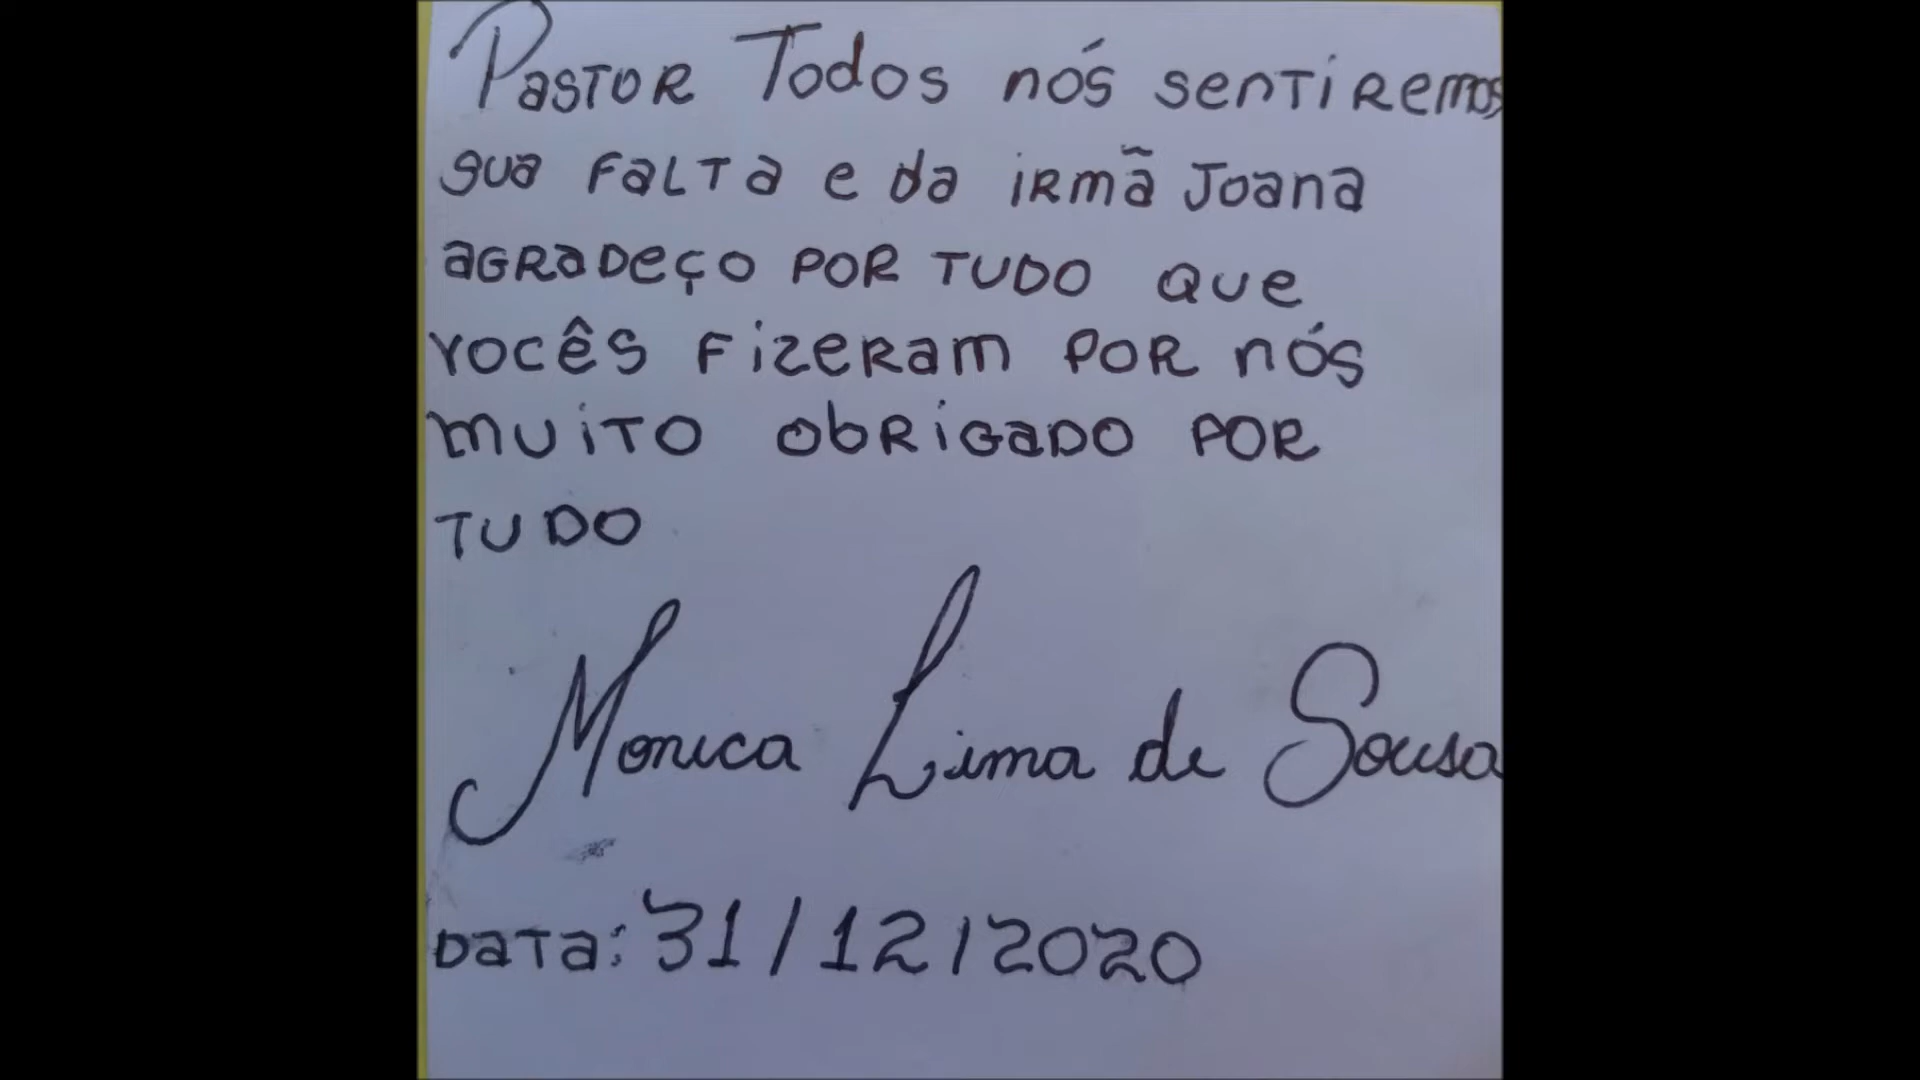 Pastor Todos nós sentiremos
sua falta e da irmã Joana
agradeço por tudo que
vocês fizeram por nós
muito obrigado por
tudo
Monica Lima de Sousa
Data: 31/12/2020